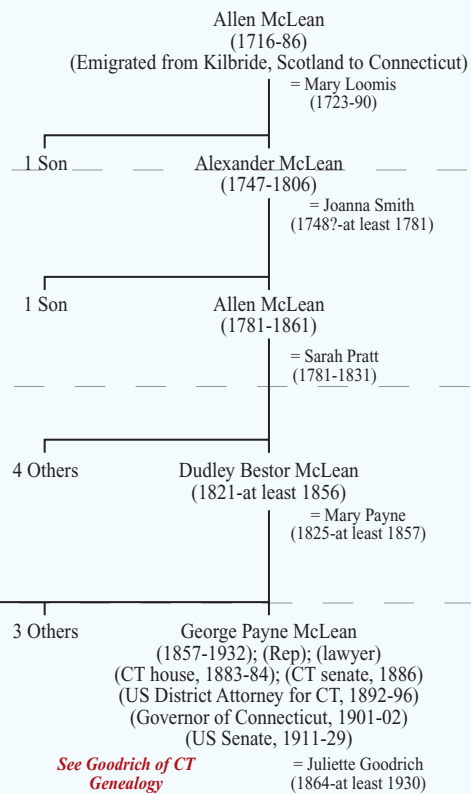 Allen McLean
(1716-86)
(Emigrated from Kilbride, Scotland to Connecticut)
= Mary Loomis
(1723-90)
1 Son
Alexander McLean
(1747-1806)
= Joanna Smith
(1748?-at least 1781)
1 Son
Allen McLean
(1781-1861)
= Sarah Pratt
(1781-1831)
4 Others
Dudley Bestor McLean
(1821-at least 1856)
= Mary Payne
(1825-at least 1857)
3 Others
George Payne McLean
(1857-1932); (Rep); (lawyer)
(CT house, 1883-84); (CT senate, 1886)
(US District Attorney for CT, 1892-96)
(Governor of Connecticut, 1901-02)
(US Senate, 1911-29)
See Goodrich of CT
Genealogy
= Juliette Goodrich
(1864-at least 1930)